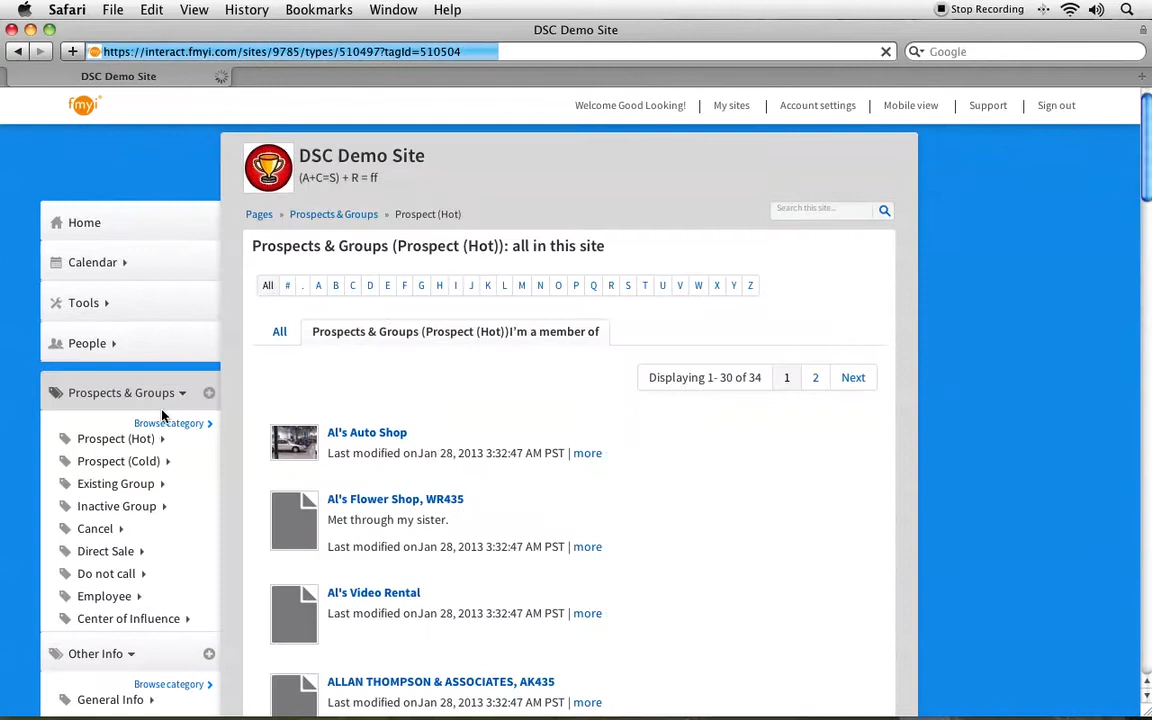 Safari File Edit View History Bookmarks Window Help Stop Recording
DSC Demo Site
https://interact.fmyi.com/sites/9785/types/510497?tagId=510504 Google
DSC Demo Site
fmyi Welcome Good Looking! My sites Account settings Mobile view Support Sign out
DSC Demo Site
(A+C=S) + R = ff
Pages » Prospects & Groups » Prospect (Hot) Search this site...
Prospects & Groups (Prospect (Hot)): all in this site
All # . A B C D E F G H I J K L M N O P Q R S T U V W X Y Z
All Prospects & Groups (Prospect (Hot))I'm a member of
Displaying 1- 30 of 34 1 2 Next
Al's Auto Shop
Last modified onJan 28, 2013 3:32:47 AM PST | more
Al's Flower Shop, WR435
Met through my sister.
Last modified onJan 28, 2013 3:32:47 AM PST | more
Al's Video Rental
Last modified onJan 28, 2013 3:32:47 AM PST | more
ALLAN THOMPSON & ASSOCIATES, AK435
Last modified onJan 28, 2013 3:32:47 AM PST | more
Home
Calendar
Tools
People
Prospects & Groups
Browse category
Prospect (Hot)
Prospect (Cold)
Existing Group
Inactive Group
Cancel
Direct Sale
Do not call
Employee
Center of Influence
Other Info
Browse category
General Info